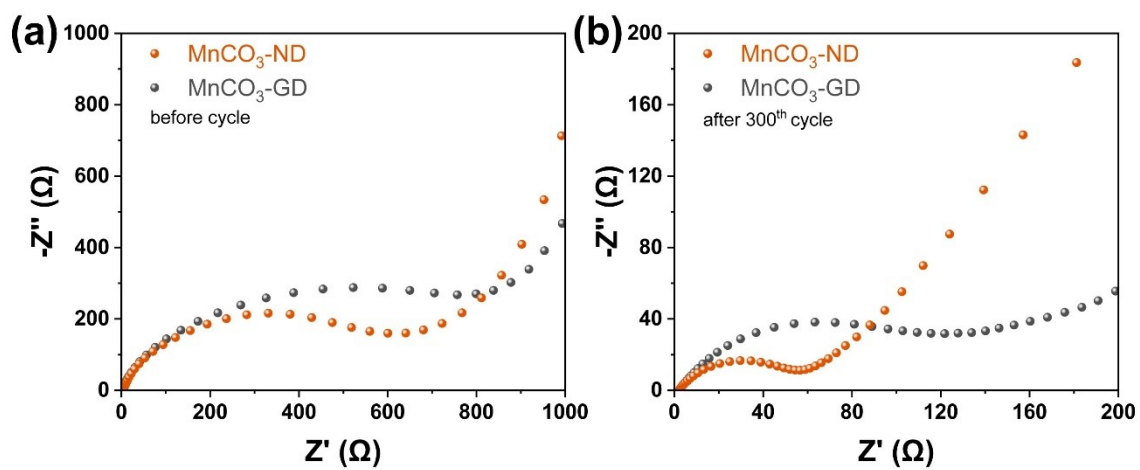 (a)
1000
800
600
400
200
0
-Z'' (Ω)
MnCO₃-ND
MnCO₃-GD
before cycle
0 200 400 600 800 1000
Z' (Ω)
(b)
200
160
120
80
40
0
-Z'' (Ω)
MnCO₃-ND
MnCO₃-GD
after 300ᵗʰ cycle
0 40 80 120 160 200
Z' (Ω)